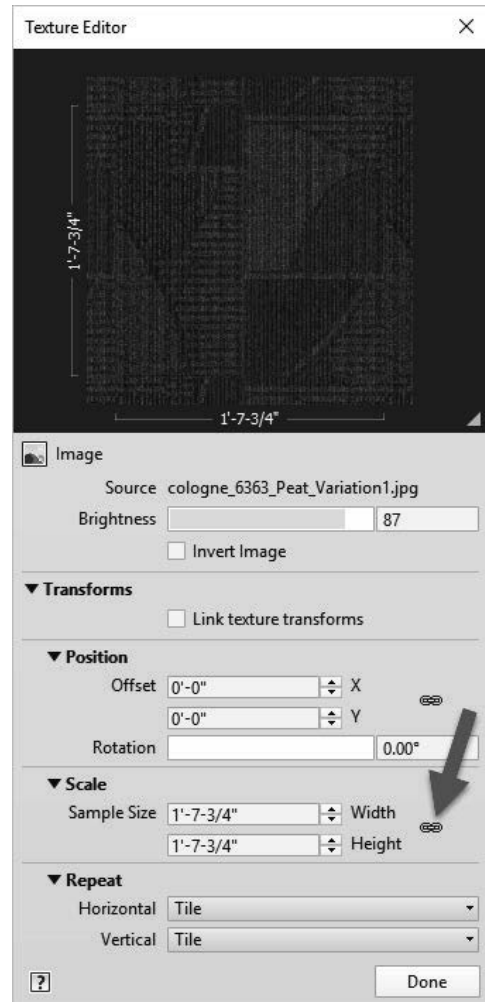 Texture Editor
1'-7-3/4"
1'-7-3/4"
Image
Source cologne_6363_Peat_Variation1.jpg
Brightness 87
Invert Image
Transforms
Link texture transforms
Position
Offset 0'-0" X
0'-0" Y
Rotation 0.00°
Scale
Sample Size 1'-7-3/4" Width
1'-7-3/4" Height
Repeat
Horizontal Tile
Vertical Tile
? Done